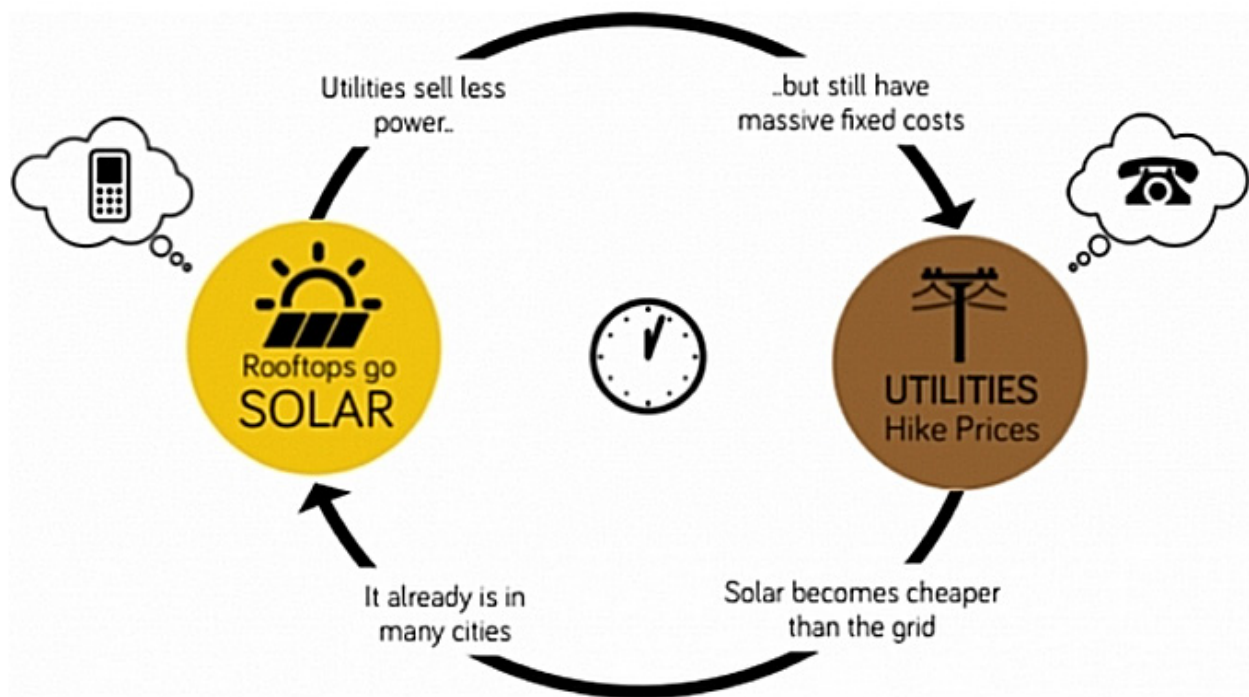 Utilities sell less
power..
..but still have
massive fixed costs
Rooftops go
SOLAR
UTILITIES
Hike Prices
It already is in
many cities
Solar becomes cheaper
than the grid